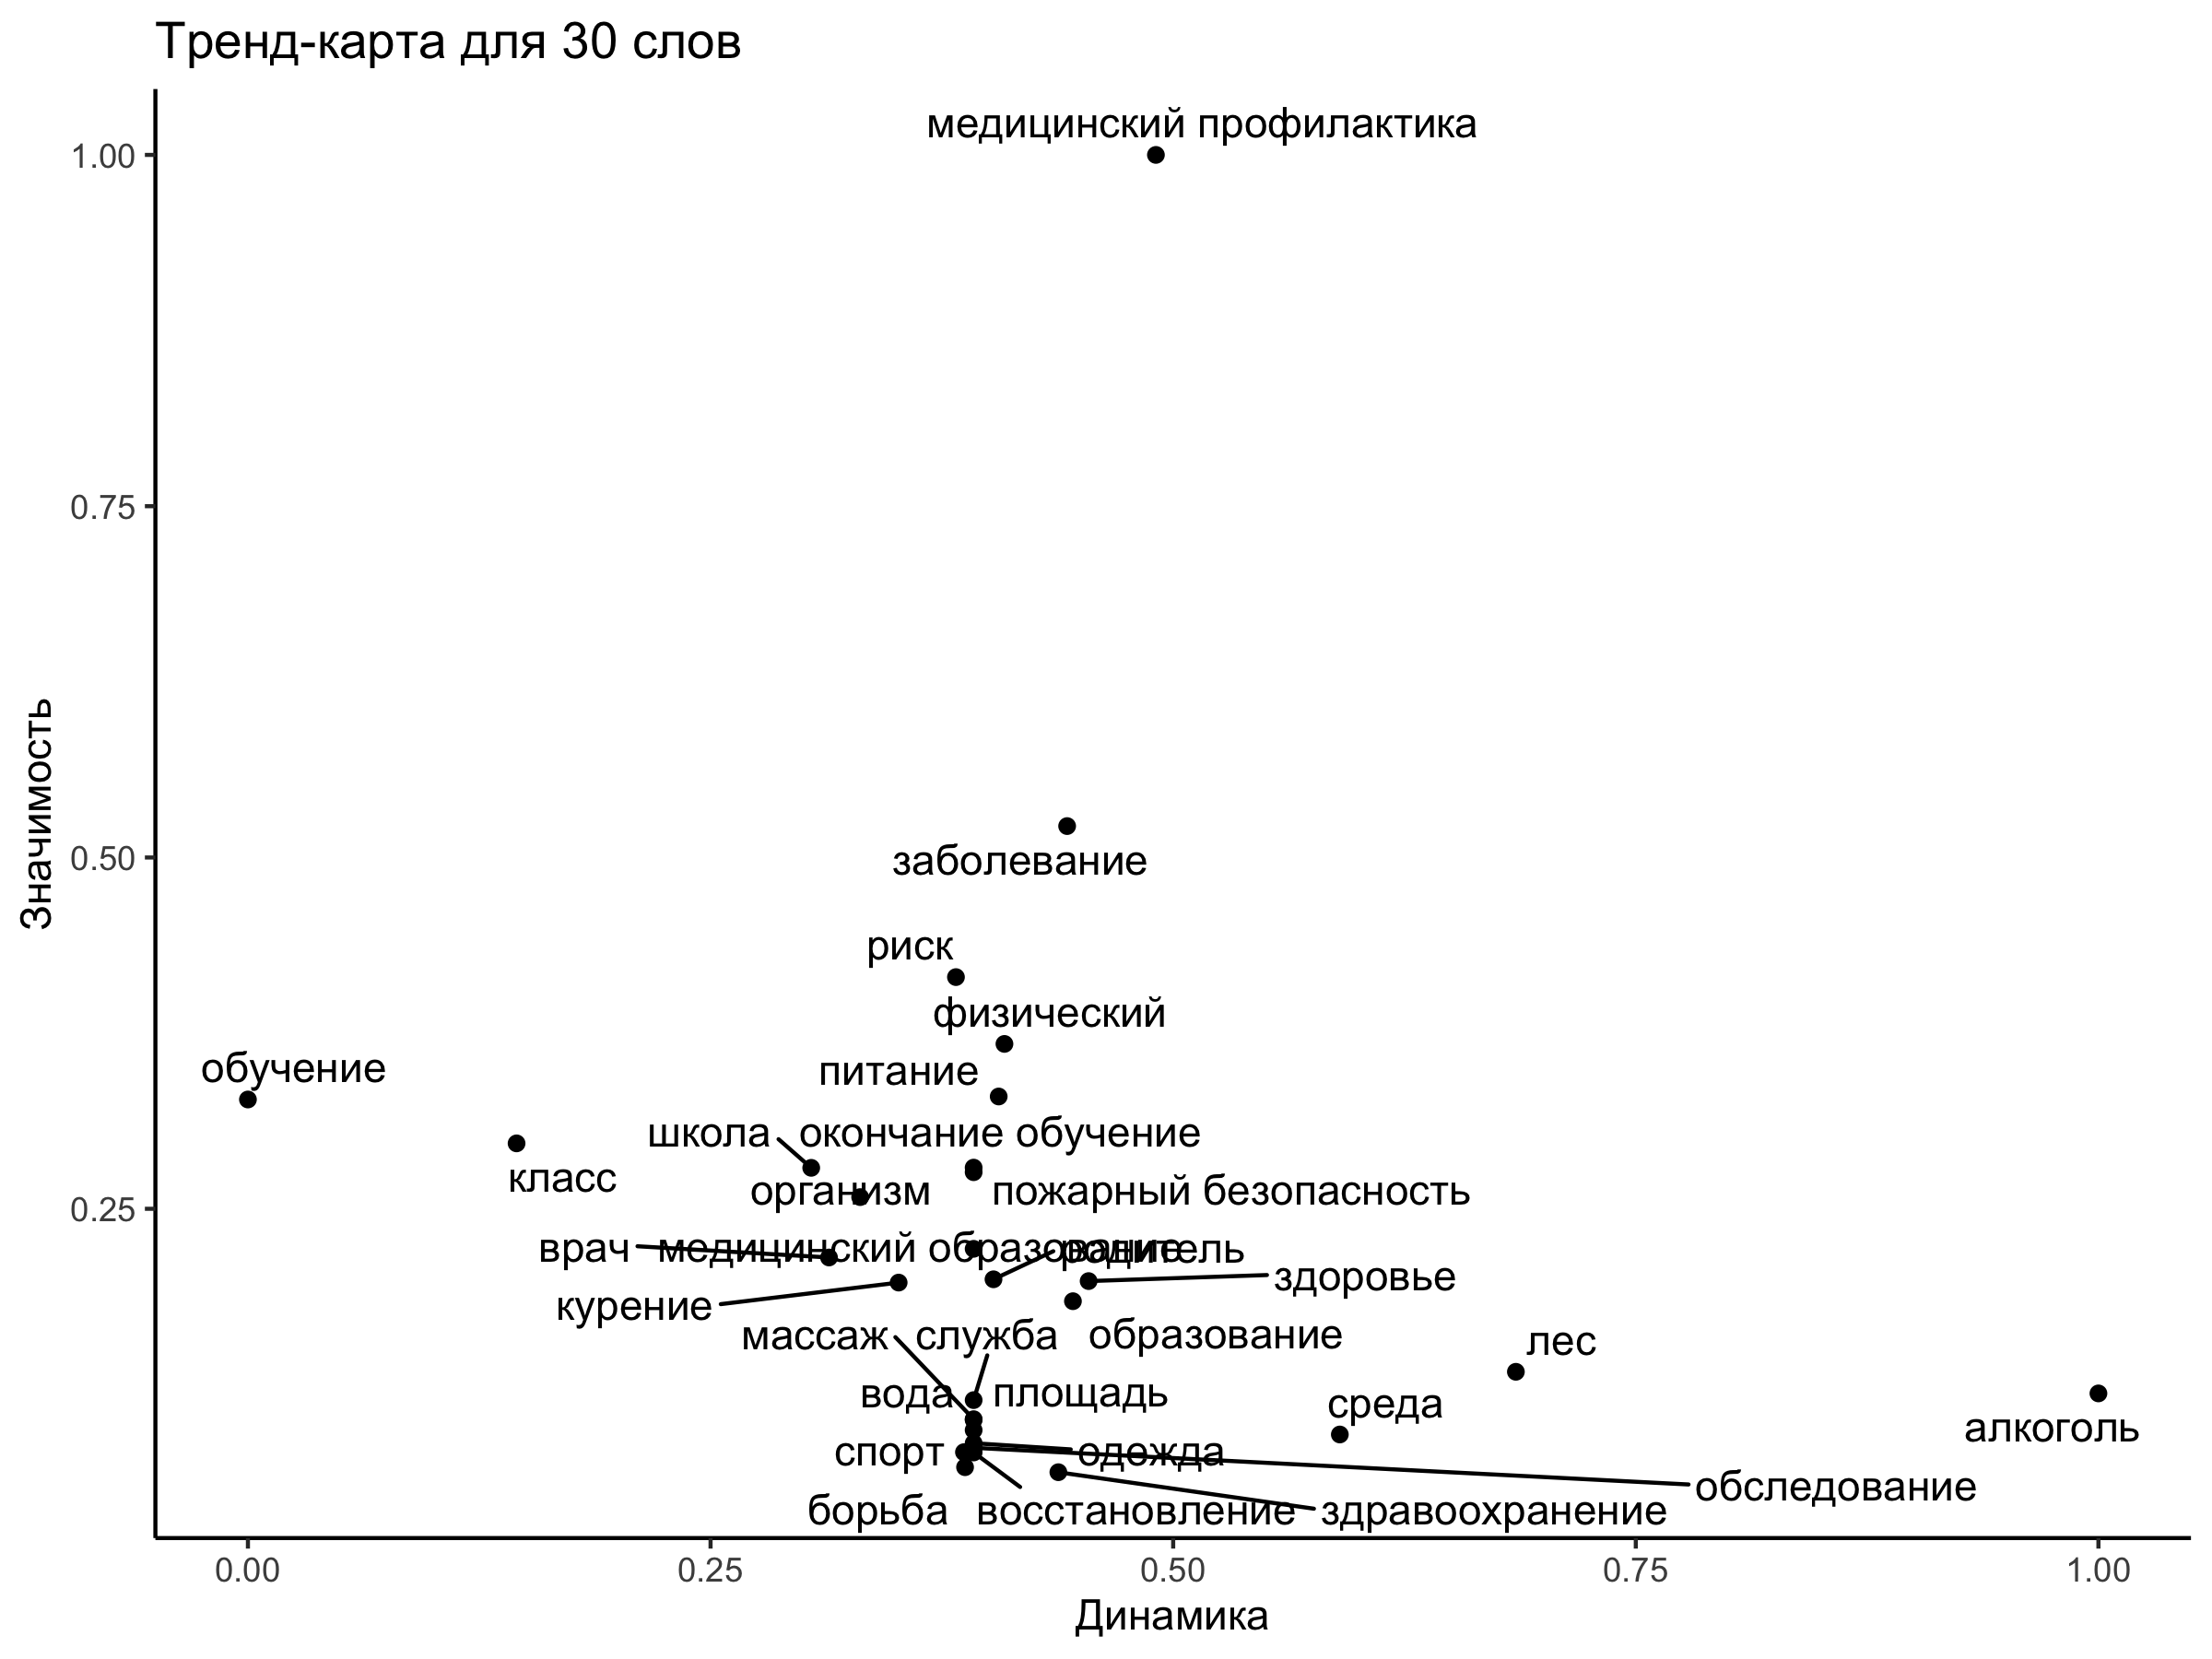 Тренд-карта для 30 слов
медицинский профилактика
1.00
0.75
Значимость
0.50
заболевание
риск
физический
обучение
питание
школа
окончание обучение
класс
организм
пожарный безопасность
0.25
врач
медицинский образование
родитель
здоровье
курение
массаж
служба
образование
лес
вода
площадь
среда
алкоголь
спорт
одежда
обследование
борьба
восстановление
здравоохранение
0.00
0.25
0.50
0.75
1.00
Динамика